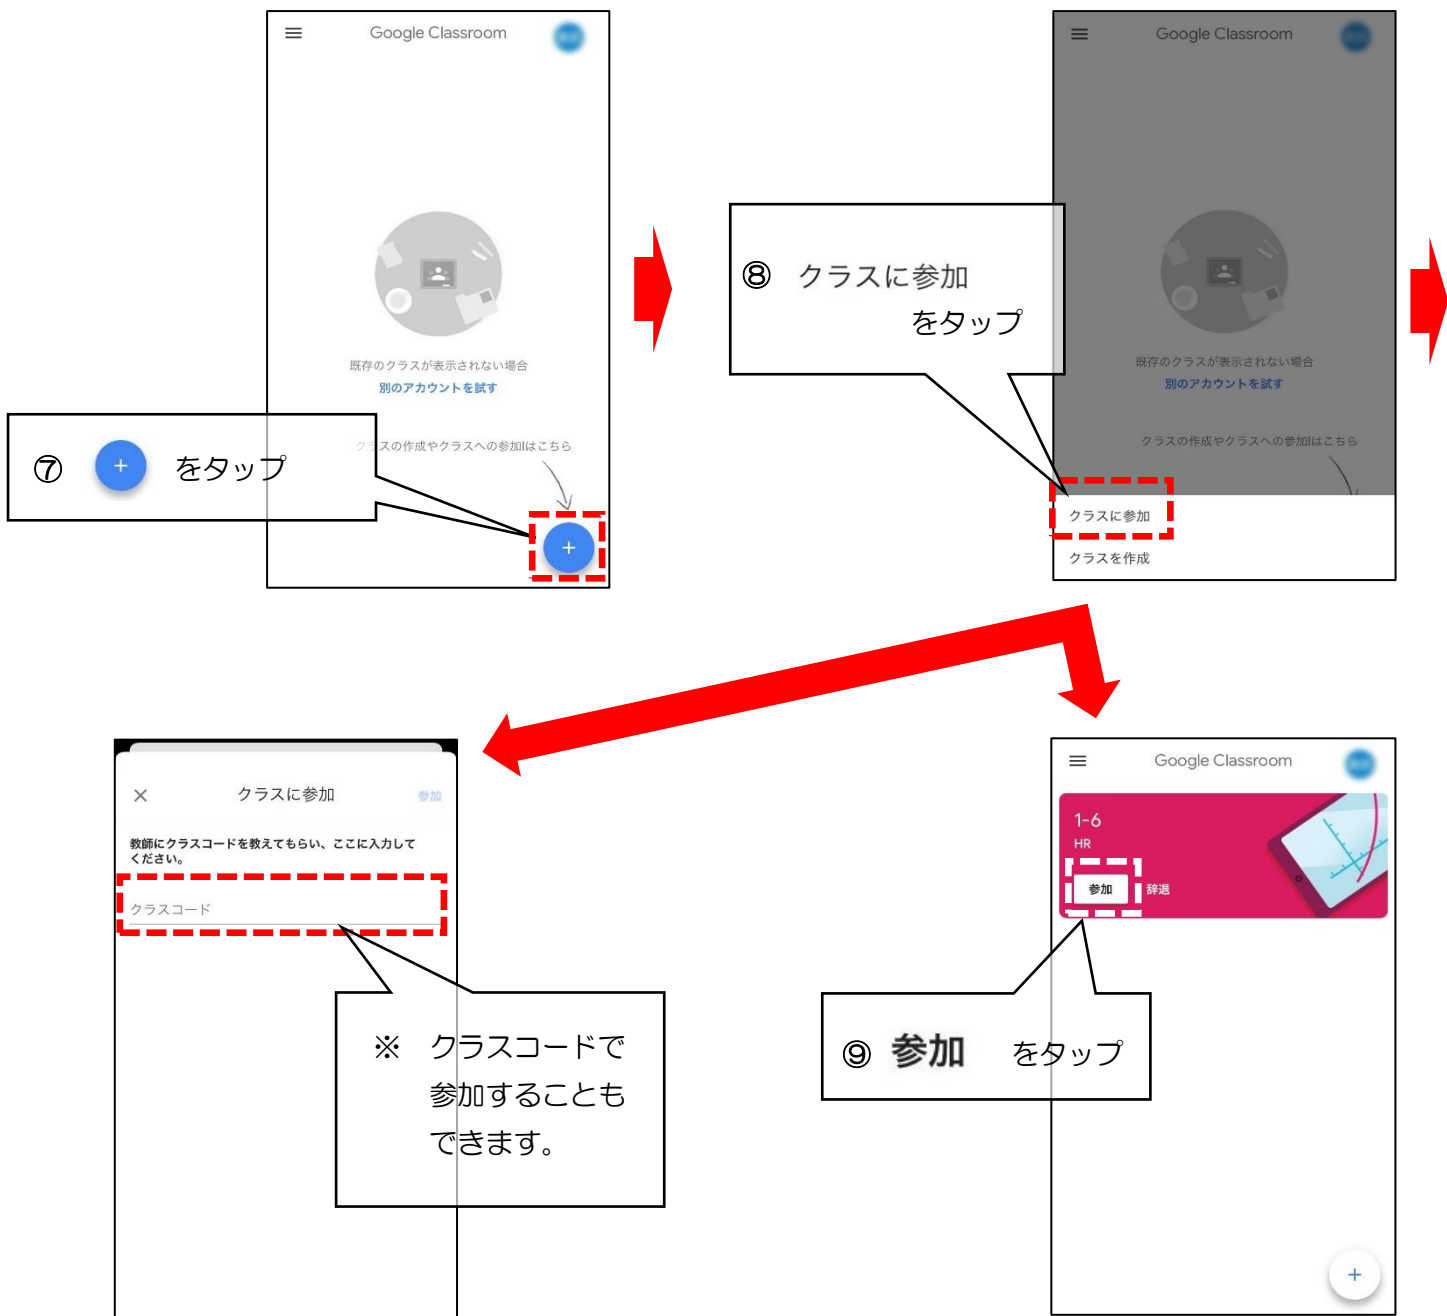 Google Classroom
既存のクラスが表示されない場合
別のアカウントを試す
クラスの作成やクラスへの参加はこちら
⑦ + をタップ
+
Google Classroom
⑧ クラスに参加
をタップ
既存のクラスが表示されない場合
別のアカウントを試す
クラスの作成やクラスへの参加はこちら
クラスに参加
クラスを作成
× クラスに参加 参加
教師にクラスコードを教えてもらい、ここに入力して
ください。
クラスコード
※ クラスコードで
参加することも
できます。
Google Classroom
1-6
HR
参加 辞退
⑨ 参加 をタップ
+